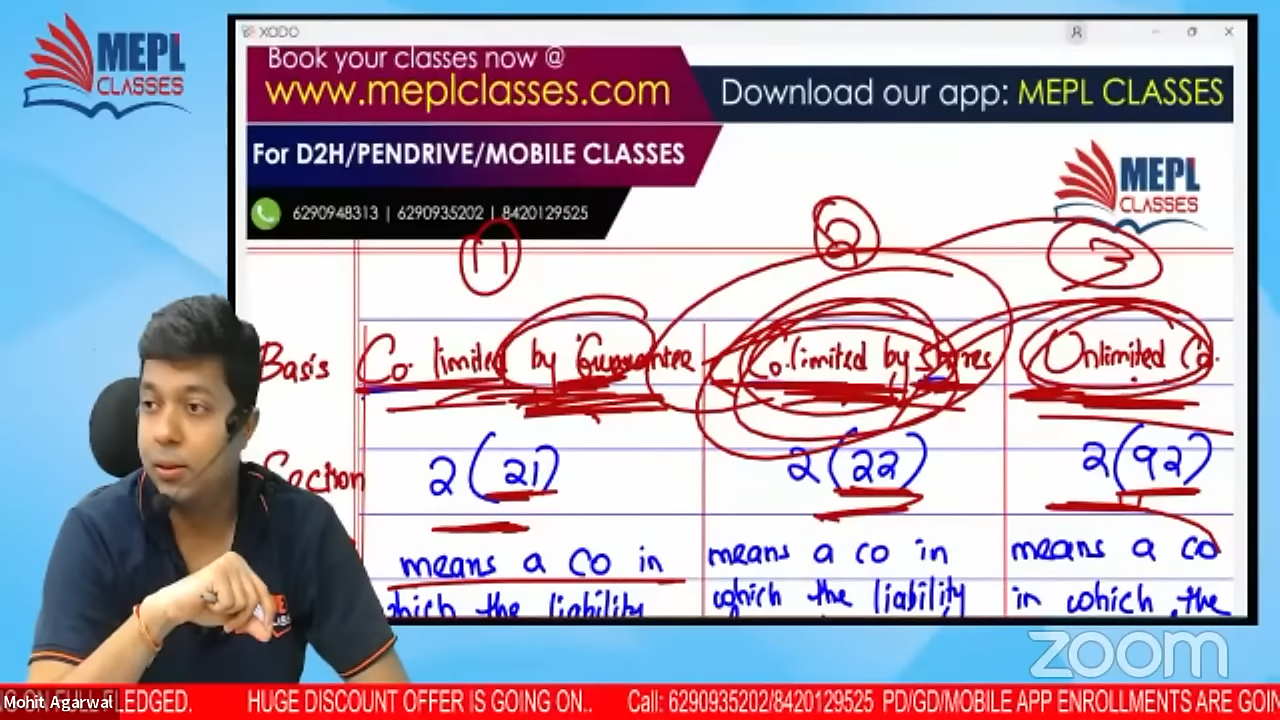 MEPL
CLASSES
XODO
Book your classes now @
www.meplclasses.com
Download our app: MEPL CLASSES
For D2H/PENDRIVE/MOBILE CLASSES
6290948313 | 6290935202 | 8420129525
MEPL
CLASSES
2
3
Basis
Co. limited by Guarantee
Co. limited by Shares
Unlimited Co.
Section
2(21)
2(22)
2(92)
means a co in
means a co in
means a co
which the liability
which the liability
in which the
zoom
Mohit Agarwal
HUGE DISCOUNT OFFER IS GOING ON.. Call: 6290935202/8420129525 PD/GD/MOBILE APP ENROLLMENTS ARE